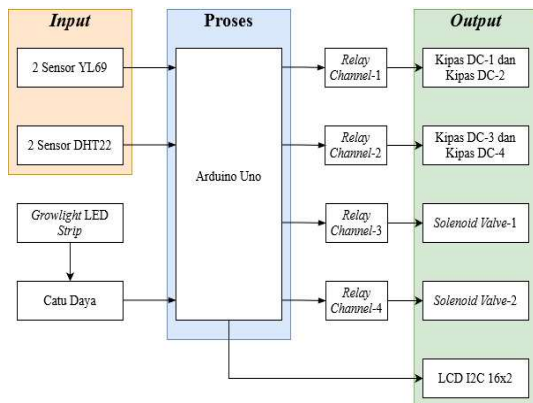 Input
Proses
Output
2 Sensor YL69
2 Sensor DHT22
Growlight LED
Strip
Catu Daya
Arduino Uno
Relay
Channel-1
Relay
Channel-2
Relay
Channel-3
Relay
Channel-4
Kipas DC-1 dan
Kipas DC-2
Kipas DC-3 dan
Kipas DC-4
Solenoid Valve-1
Solenoid Valve-2
LCD I2C 16x2